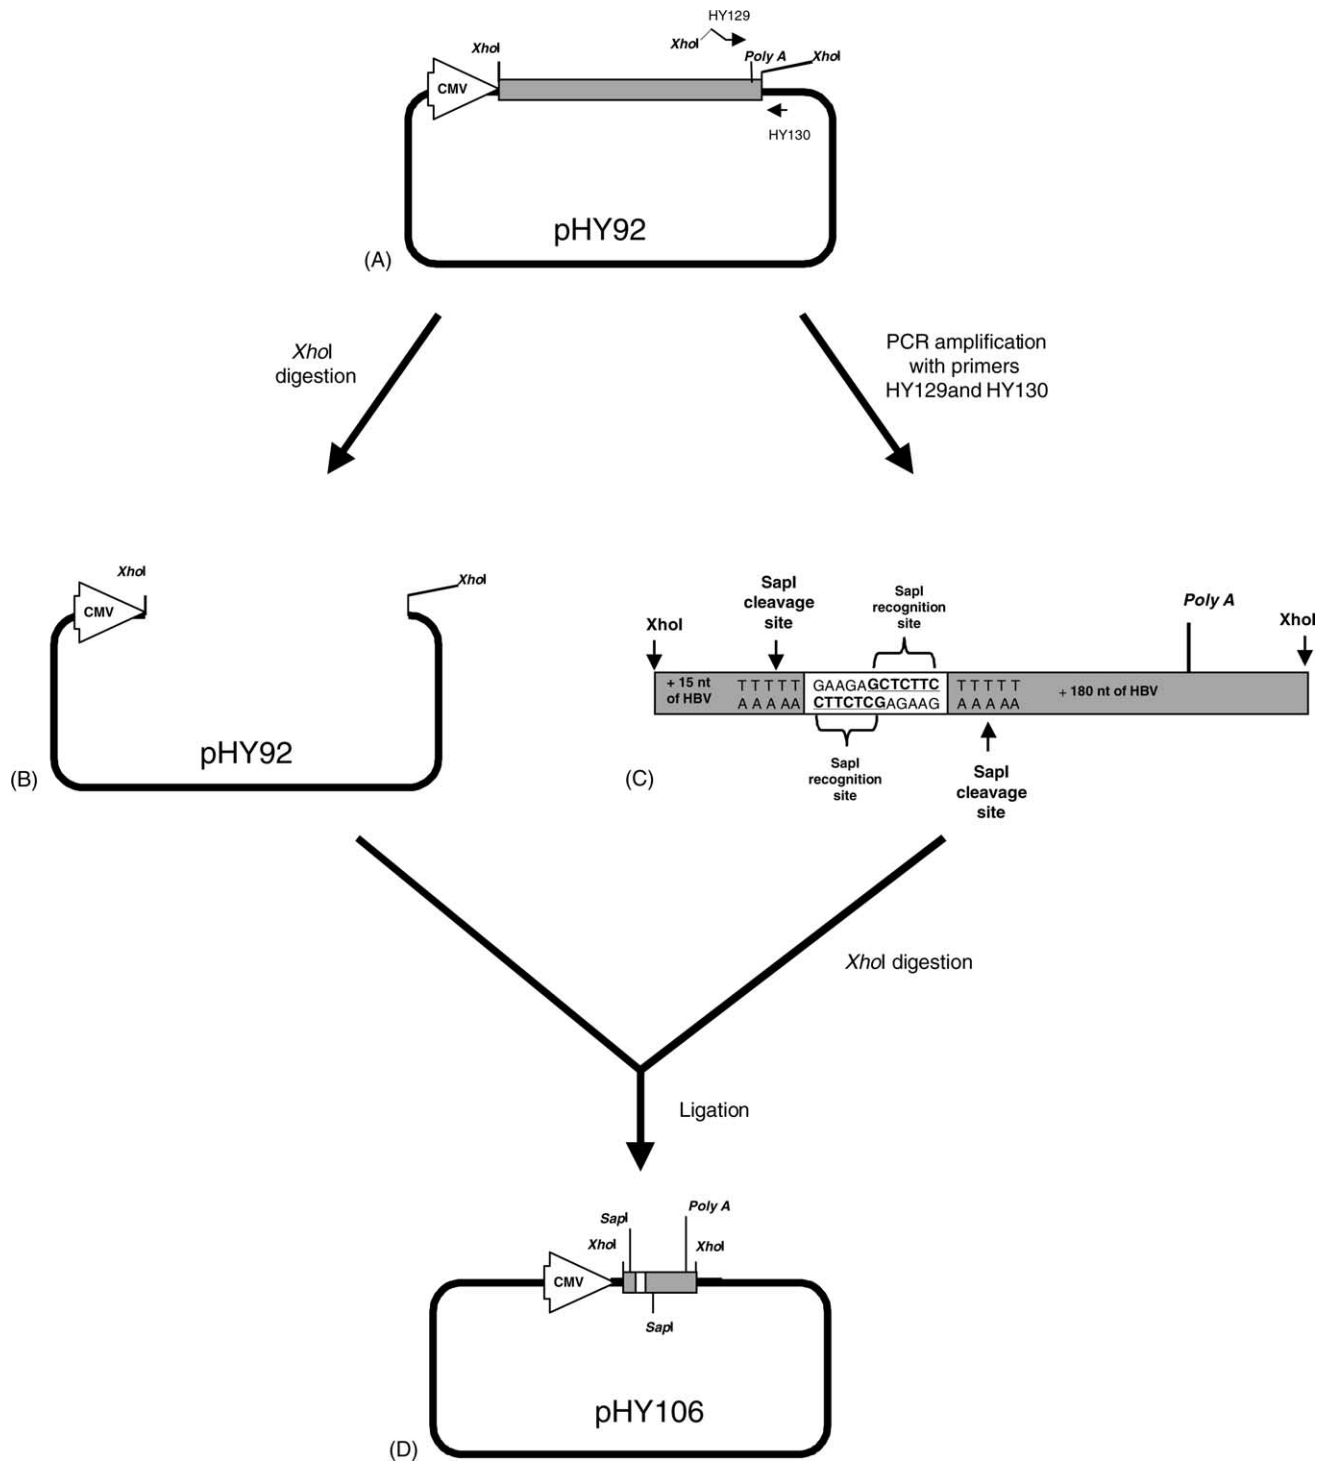 HY129
XhoI
XhoI
Poly A
XhoI
CMV
HY130
pHY92
(A)
XhoI
digestion
PCR amplification
with primers
HY129and HY130
XhoI
XhoI
CMV
pHY92
(B)
SapI
cleavage
site
SapI
recognition
site
Poly A
XhoI
XhoI
+ 15 nt
of HBV
T T T T T
A A A AA
GAAGAGCTCTTC
CTTCTCGAGAAG
T T T T T
A A A AA
+ 180 nt of HBV
SapI
recognition
site
SapI
cleavage
site
(C)
XhoI digestion
Ligation
SapI
Poly A
XhoI
XhoI
CMV
SapI
pHY106
(D)